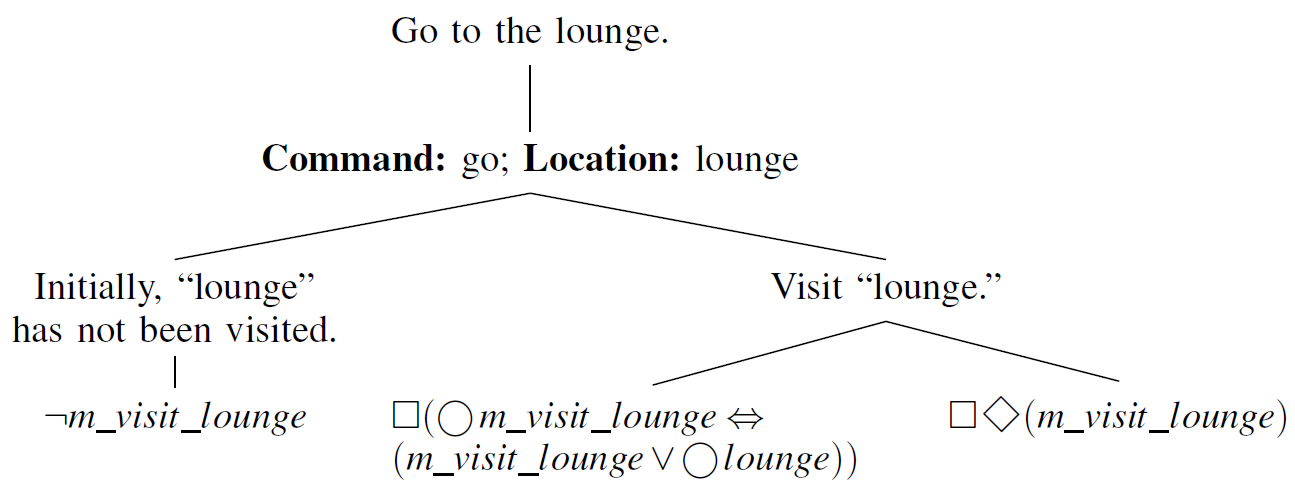 Go to the lounge.
Command: go; Location: lounge
Initially, “lounge”
has not been visited.
Visit “lounge.”
¬m_visit_lounge
□(◯ m_visit_lounge ⇔
(m_visit_lounge ∨ ◯ lounge))
□◇(m_visit_lounge)